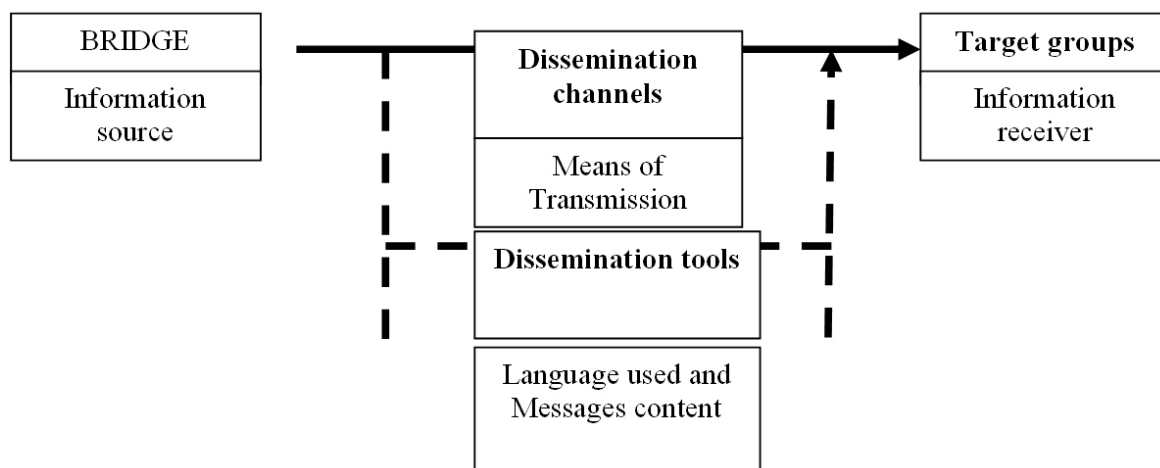 BRIDGE
Information
source
Dissemination
channels
Means of
Transmission
Dissemination tools
Language used and
Messages content
Target groups
Information
receiver